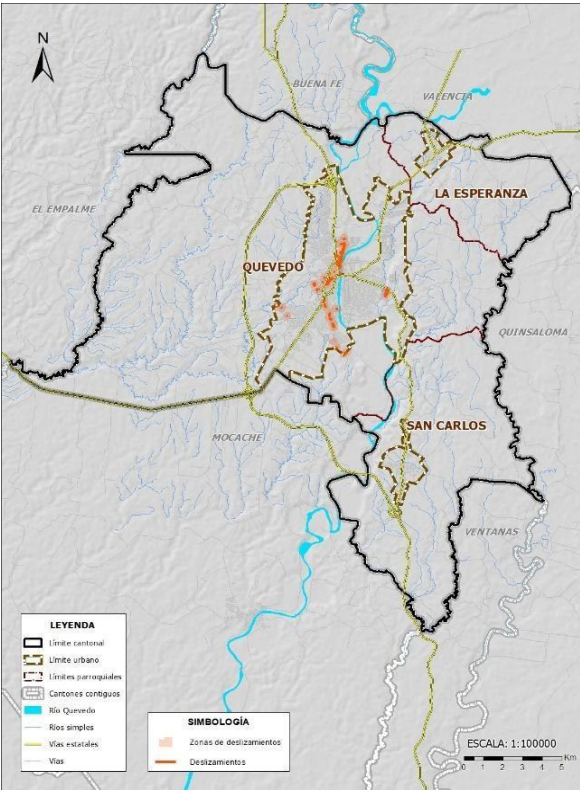 N
BUENA FE
VALENCIA
EL EMPALME
LA ESPERANZA
QUEVEDO
QUINSALOMA
SAN CARLOS
MOCACHE
VENTANAS
LEYENDA
Límite cantonal
Límite urbano
Límites parroquiales
Cantones contiguos
Río Quevedo
Ríos simples
Vías estatales
Vías
SIMBOLOGÍA
Zonas de deslizamientos
Deslizamientos
ESCALA: 1:100000
Km
0 1 2 3 4 5